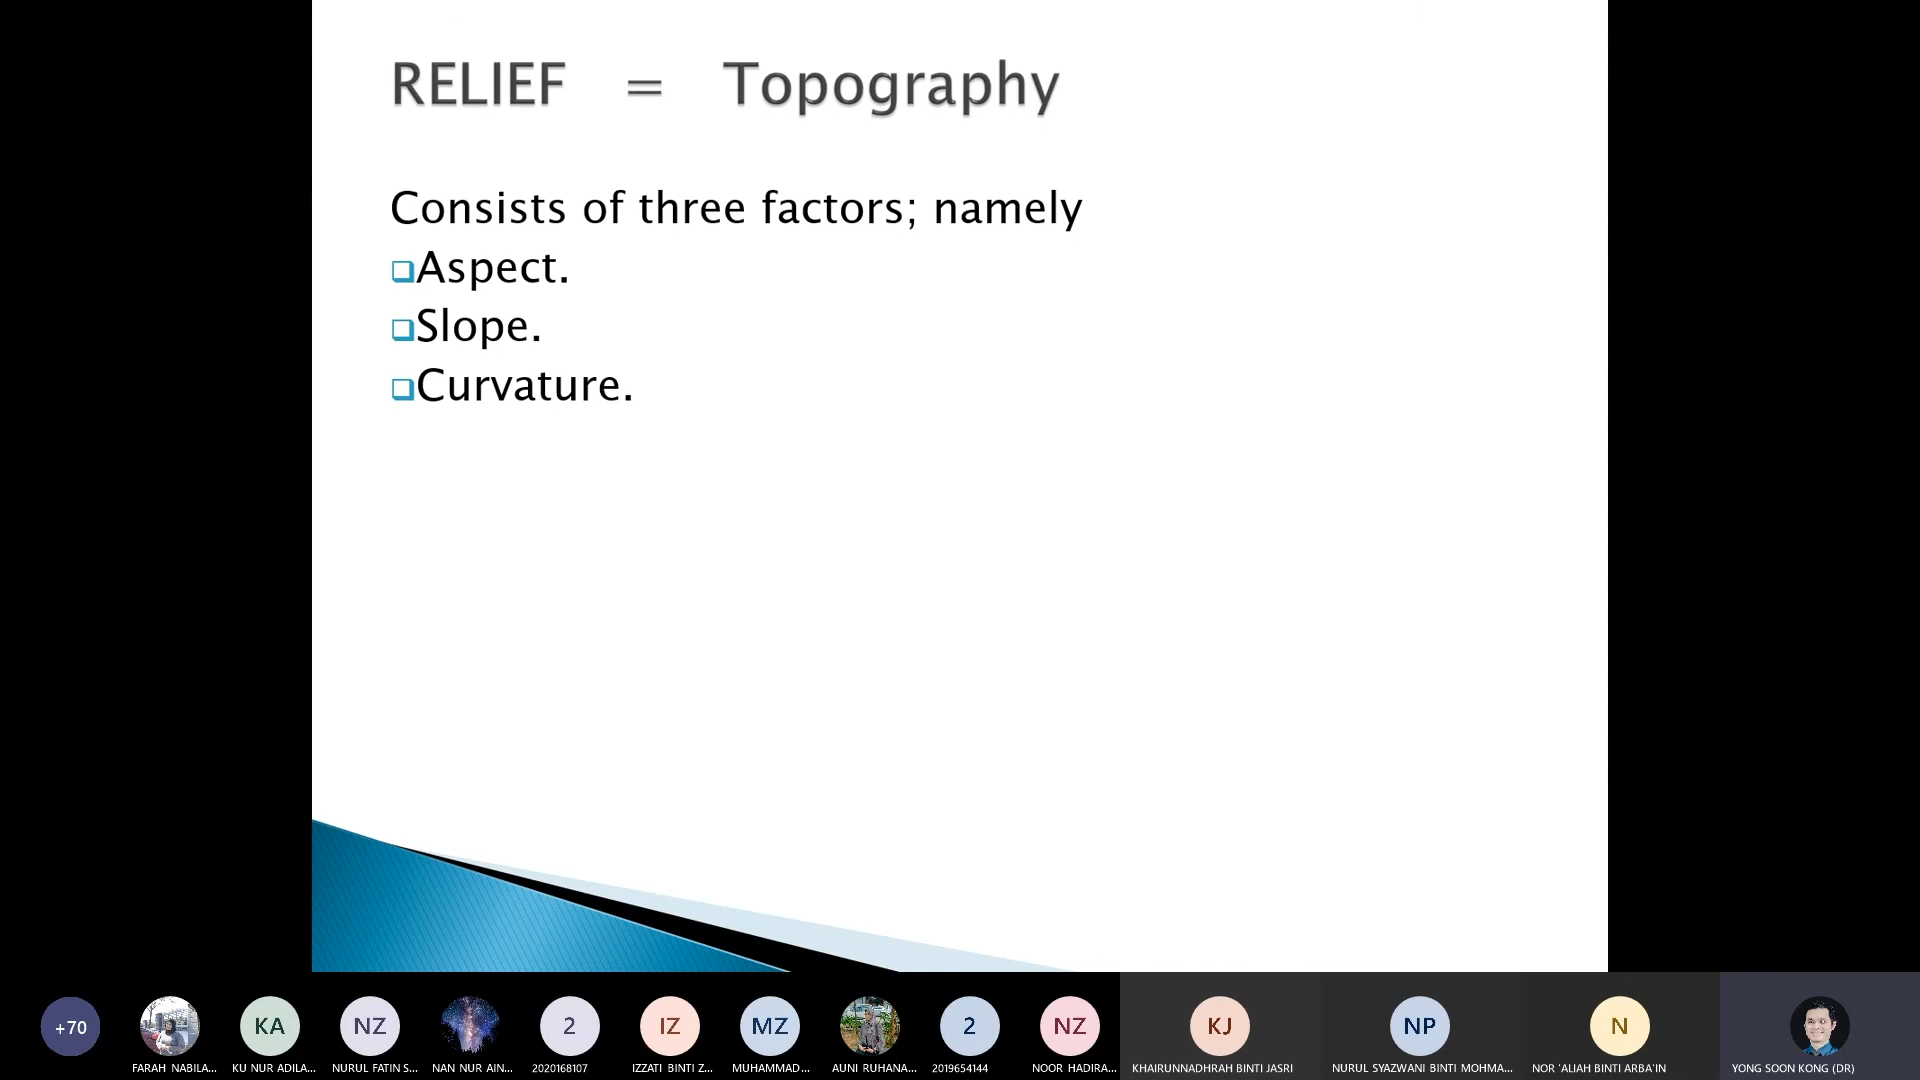 RELIEF = Topography
Consists of three factors; namely
Aspect.
Slope.
Curvature.
+70
KA
NZ
2
IZ
MZ
2
NZ
KJ
NP
N
FARAH NABILA...
KU NUR ADILA...
NURUL FATIN S...
NAN NUR AIN...
2020168107
IZZATI BINTI Z...
MUHAMMAD...
AUNI RUHANA...
2019654144
NOOR HADIRA...
KHAIRUNNADHRAH BINTI JASRI
NURUL SYAZWANI BINTI MOHMA...
NOR 'ALIAH BINTI ARBA'IN
YONG SOON KONG (DR)